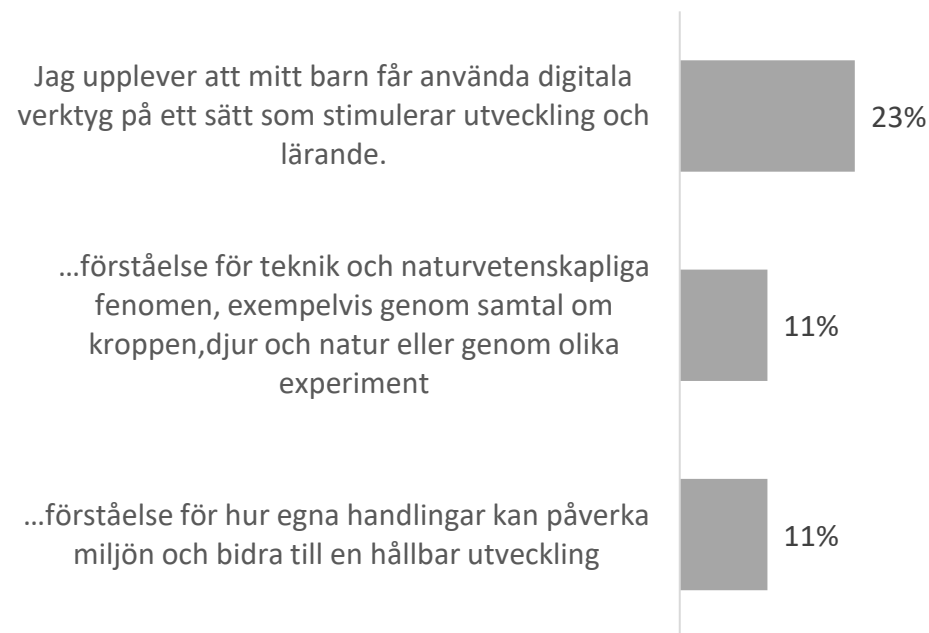 Jag upplever att mitt barn får använda digitala
verktyg på ett sätt som stimulerar utveckling och
lärande.
23%
…förståelse för teknik och naturvetenskapliga
fenomen, exempelvis genom samtal om
kroppen,djur och natur eller genom olika
experiment
11%
…förståelse för hur egna handlingar kan påverka
miljön och bidra till en hållbar utveckling
11%